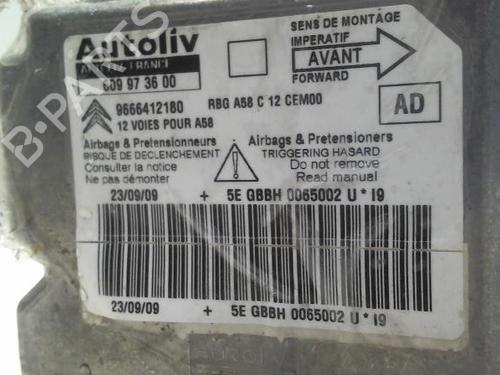 Autoliv
FRANCE
609 97 36 00
SENS DE MONTAGE
IMPERATIF
AVANT
FORWARD
9666412180
RBG A58 C 12 CEM00
AD
12 VOIES POUR A58
Airbags & Pretensionneurs
RISQUE DE DECLENCHEMENT
Consulter la notice
Ne pas démonter
Airbags & Pretensioners
TRIGGERING HASARD
Do not remove
Read manual
23/09/09 + 5E GBBH 0065002 U * I9
23/09/09 + 5E GBBH 0065002 U * I9
B-PARTS